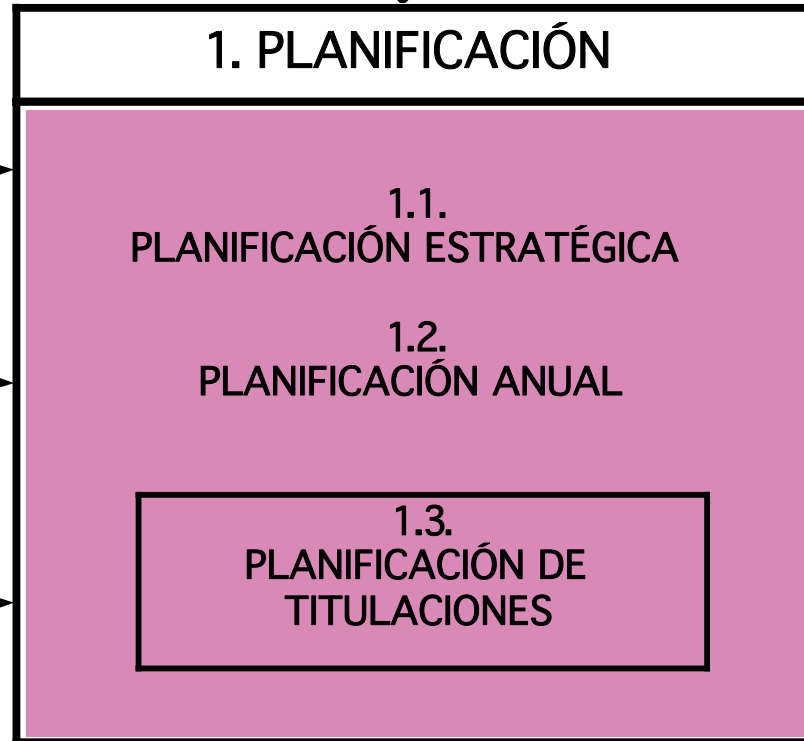 1. PLANIFICACIÓN
1.1.
PLANIFICACIÓN ESTRATÉGICA
1.2.
PLANIFICACIÓN ANUAL
1.3.
PLANIFICACIÓN DE
TITULACIONES